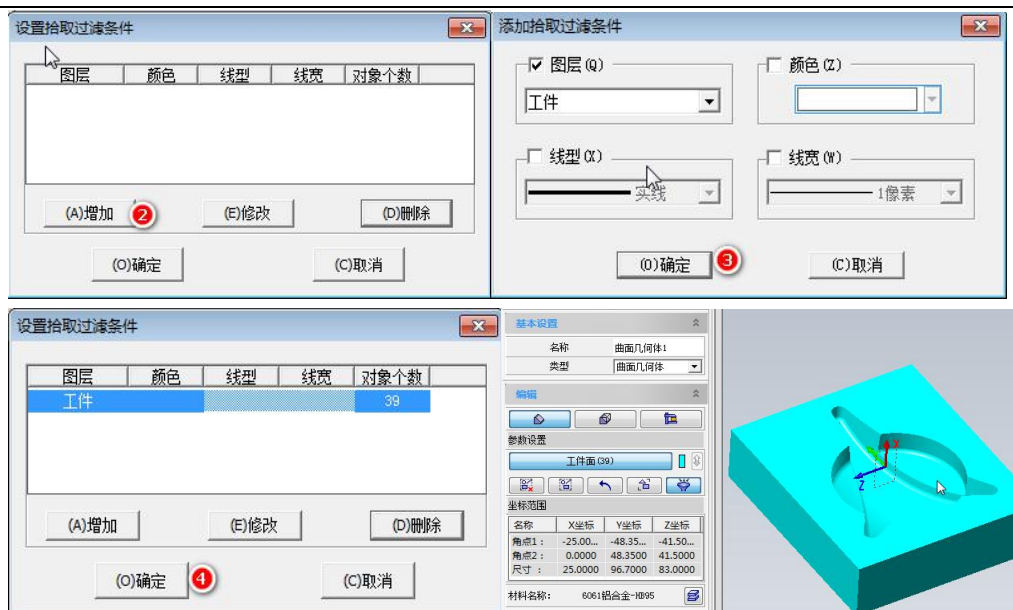 设置拾取过滤条件
图层 颜色 线型 线宽 对象个数
(A)增加 2 (E)修改 (D)删除
(O)确定 (C)取消
添加拾取过滤条件
图层(Q) 颜色(Z)
工件
线型(X) 线宽(W)
实线 1像素
(O)确定 3 (C)取消
设置拾取过滤条件
图层 颜色 线型 线宽 对象个数
工件 39
(A)增加 (E)修改 (D)删除
(O)确定 4 (C)取消
基本设置
名称 曲面几何体1
类型 曲面几何体
编辑
参数设置
工件面(39)
坐标范围
名称 X坐标 Y坐标 Z坐标
角点1: -25.00... -48.35... -41.50...
角点2: 0.0000 48.3500 41.5000
尺寸 : 25.0000 96.7000 83.0000
材料名称: 6061铝合金-HB95
X
Z